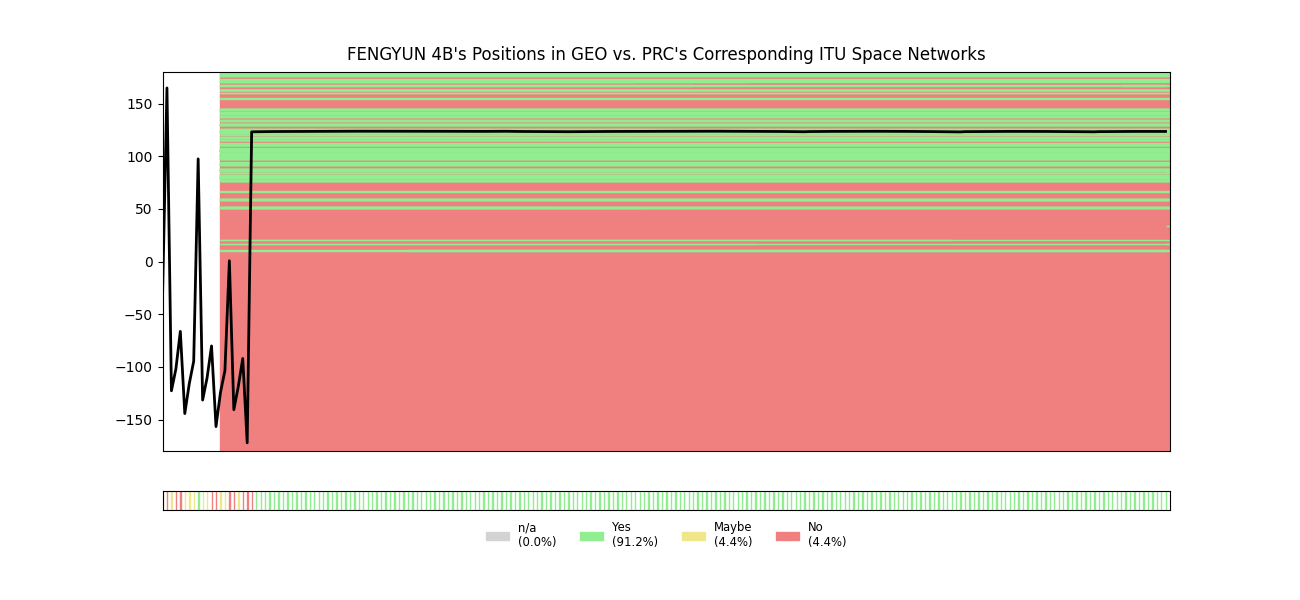 FENGYUN 4B's Positions in GEO vs. PRC's Corresponding ITU Space Networks
150
100
50
0
−50
−100
−150
n/a
(0.0%)
Yes
(91.2%)
Maybe
(4.4%)
No
(4.4%)